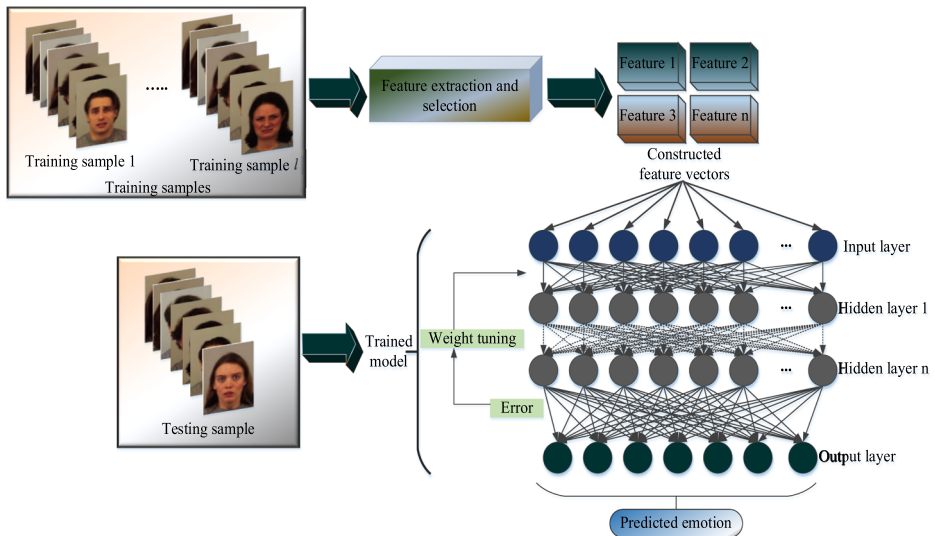 .....
Training sample 1
Training sample l
Training samples
Feature extraction and
selection
Feature 1
Feature 2
Feature 3
Feature n
Constructed
feature vectors
... Input layer
... Hidden layer 1
... Hidden layer n
Output layer
Trained
model
Weight tuning
Error
Testing sample
Predicted emotion